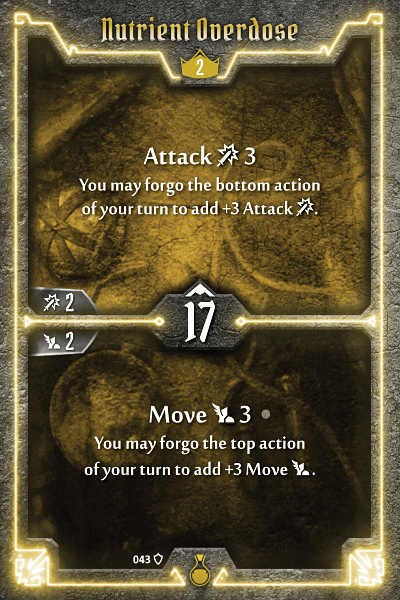 Nutrient Overdose
2
Attack 3
You may forgo the bottom action
of your turn to add +3 Attack .
2
17
2
Move 3
You may forgo the top action
of your turn to add +3 Move .
043